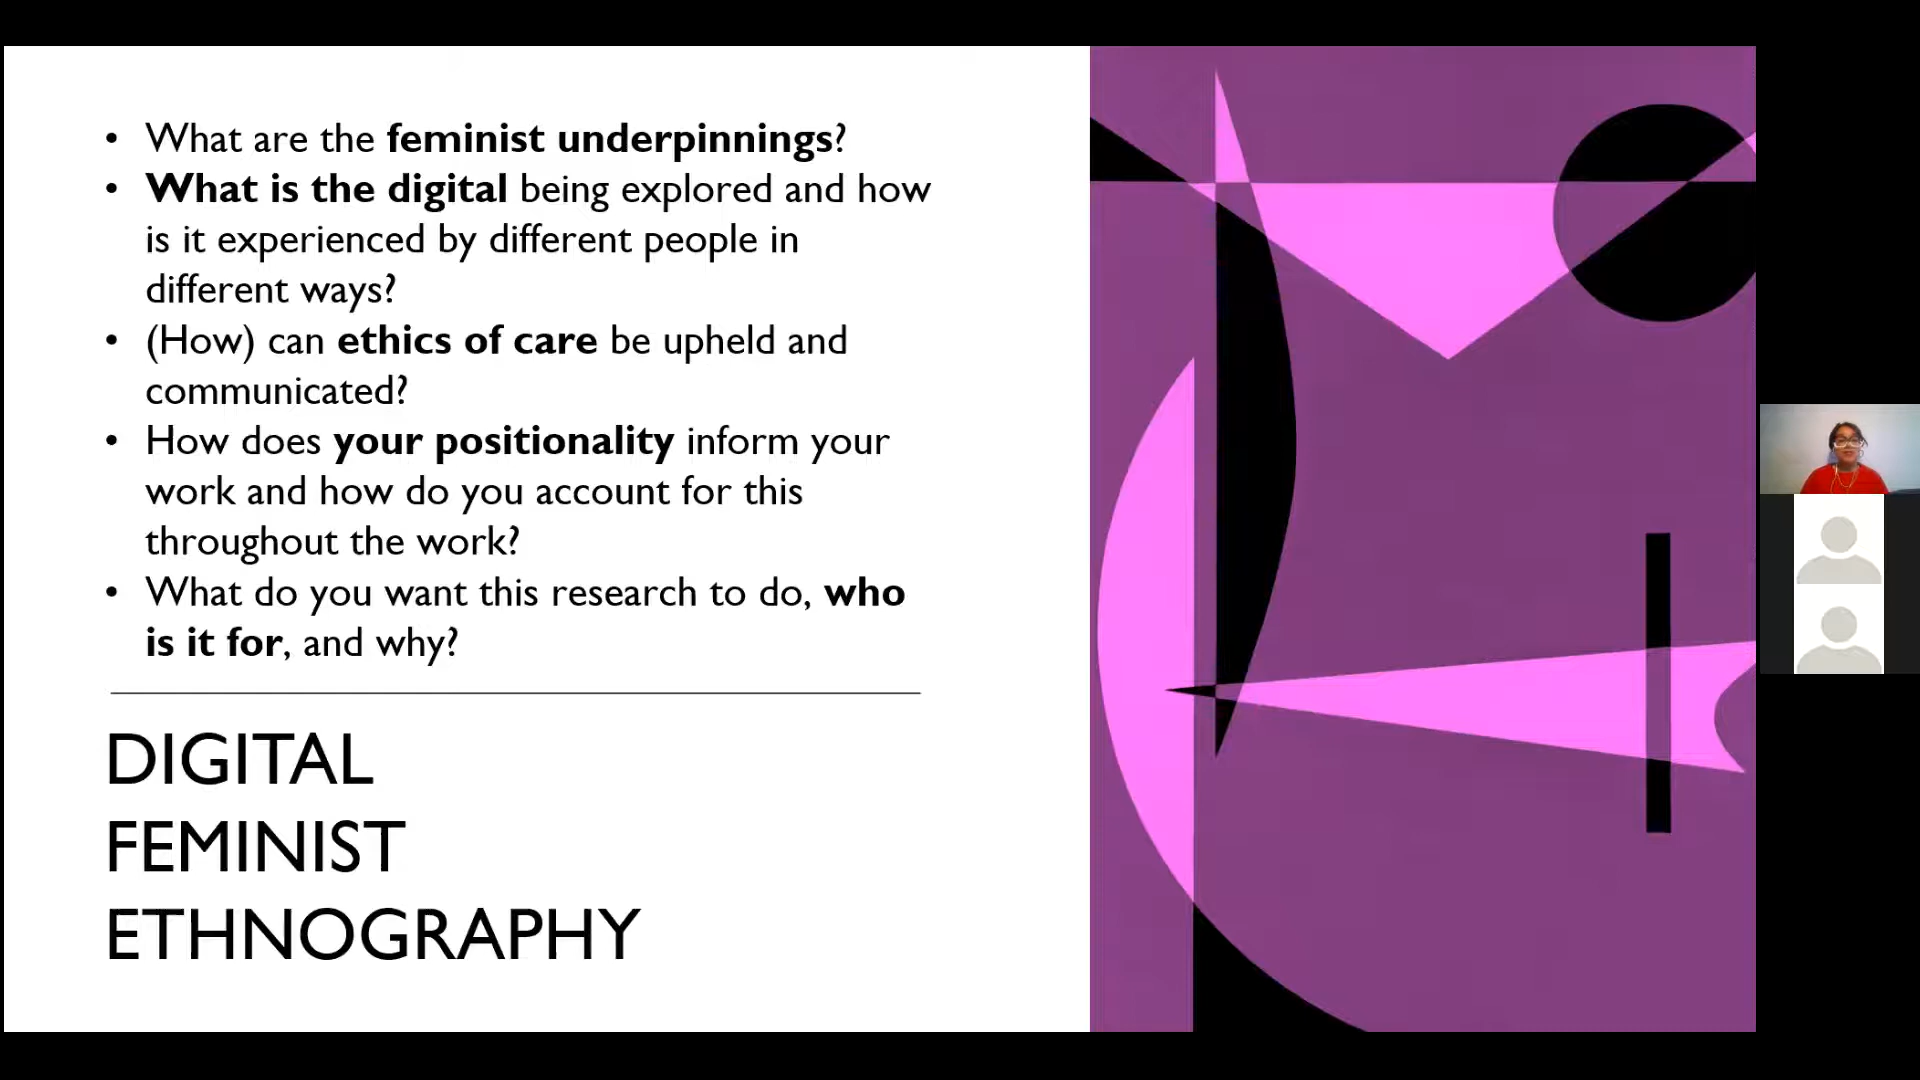 • What are the feminist underpinnings?
• What is the digital being explored and how
is it experienced by different people in
different ways?
• (How) can ethics of care be upheld and
communicated?
• How does your positionality inform your
work and how do you account for this
throughout the work?
• What do you want this research to do, who
is it for, and why?
DIGITAL
FEMINIST
ETHNOGRAPHY